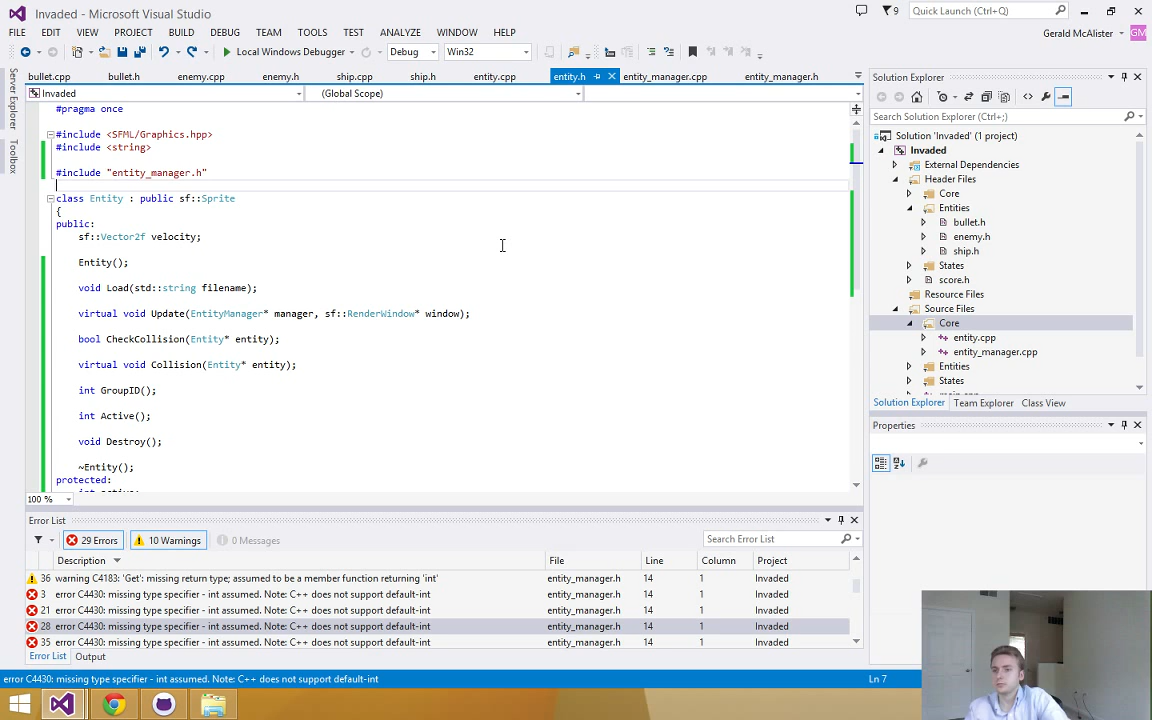 Invaded - Microsoft Visual Studio
9
Quick Launch (Ctrl+Q)
FILE EDIT VIEW PROJECT BUILD DEBUG TEAM TOOLS TEST ANALYZE WINDOW HELP
Gerald McAlister
GM
Local Windows Debugger
Debug
Win32
bullet.cpp bullet.h enemy.cpp enemy.h ship.cpp ship.h entity.cpp entity.h entity_manager.cpp entity_manager.h
Invaded
(Global Scope)
Server Explorer
Toolbox
#pragma once
#include <SFML/Graphics.hpp>
#include <string>
#include "entity_manager.h"
class Entity : public sf::Sprite
{
public:
sf::Vector2f velocity;
Entity();
void Load(std::string filename);
virtual void Update(EntityManager* manager, sf::RenderWindow* window);
bool CheckCollision(Entity* entity);
virtual void Collision(Entity* entity);
int GroupID();
int Active();
void Destroy();
~Entity();
protected:
100 %
Solution Explorer
Search Solution Explorer (Ctrl+;)
Solution 'Invaded' (1 project)
Invaded
External Dependencies
Header Files
Core
Entities
bullet.h
enemy.h
ship.h
States
score.h
Resource Files
Source Files
Core
entity.cpp
entity_manager.cpp
Entities
States
Solution Explorer Team Explorer Class View
Properties
Error List
29 Errors
10 Warnings
0 Messages
Search Error List
Description File Line Column Project
36 warning C4183: 'Get': missing return type; assumed to be a member function returning 'int' entity_manager.h 14 1 Invaded
3 error C4430: missing type specifier - int assumed. Note: C++ does not support default-int entity_manager.h 14 1 Invaded
21 error C4430: missing type specifier - int assumed. Note: C++ does not support default-int entity_manager.h 14 1 Invaded
28 error C4430: missing type specifier - int assumed. Note: C++ does not support default-int entity_manager.h 14 1 Invaded
35 error C4430: missing type specifier - int assumed. Note: C++ does not support default-int entity_manager.h 14 1 Invaded
Error List Output
error C4430: missing type specifier - int assumed. Note: C++ does not support default-int
Ln 7